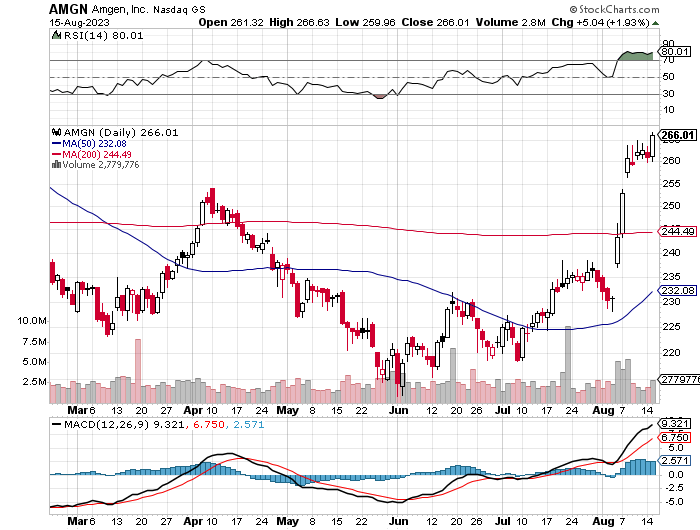 AMGN Amgen, Inc. Nasdaq GS © StockCharts.com
15-Aug-2023 Open 261.32 High 266.63 Low 259.96 Close 266.01 Volume 2.8M Chg +5.04 (+1.93%)
RSI(14) 80.01
90
80.01
70
50
30
10
AMGN (Daily) 266.01
MA(50) 232.08
MA(200) 244.49
Volume 2,779,776
266.01
260
255
250
244.49
240
235
232.08
230
225
220
2779776
10.0M
7.5M
5.0M
2.5M
Mar 6 13 20 27 Apr 10 17 24 May 8 15 22 Jun 12 20 26 Jul 10 17 24 Aug 7 14
MACD(12,26,9) 9.321, 6.750, 2.571
9.321
6.750
5.0
2.571
0.0
-2.5
-5.0
Mar 6 13 20 27 Apr 10 17 24 May 8 15 22 Jun 12 20 26 Jul 10 17 24 Aug 7 14